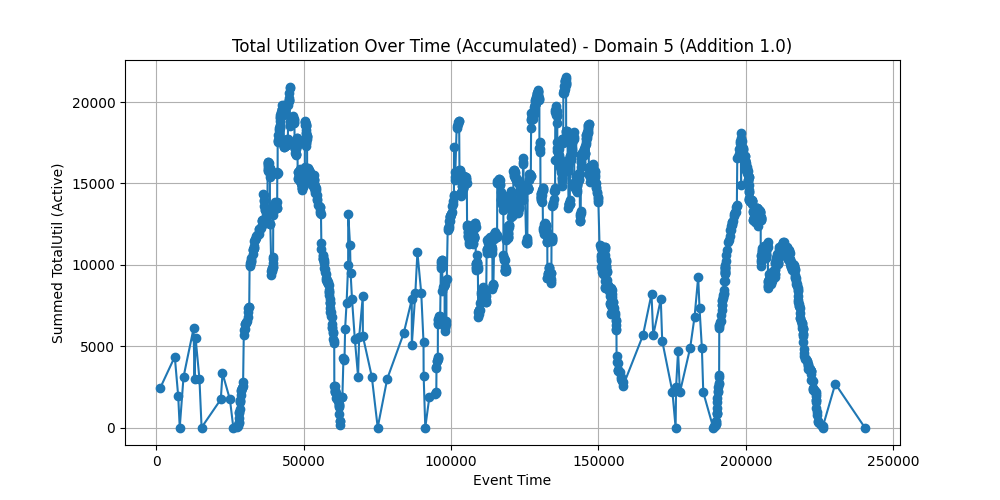 Total Utilization Over Time (Accumulated) - Domain 5 (Addition 1.0)
Summed TotalUtil (Active)
20000
15000
10000
5000
0
0 50000 100000 150000 200000 250000
Event Time